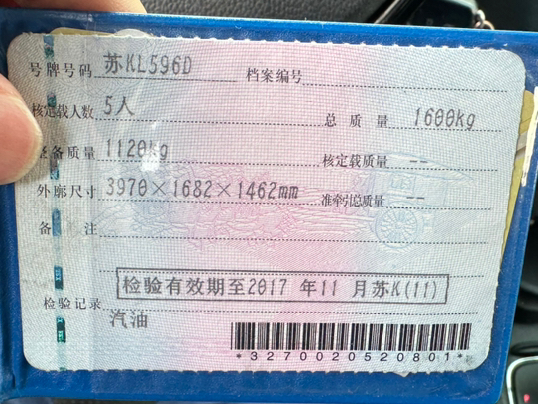 号牌号码 苏KL596D 档案编号
核定载人数 5人 总质量 1600kg
整备质量 1120kg 核定载质量 --
外廓尺寸 3970×1682×1462mm 准牵引总质量 --
备注
检验记录 检验有效期至2017 年11 月苏K(11)
汽油
*3270020520801*